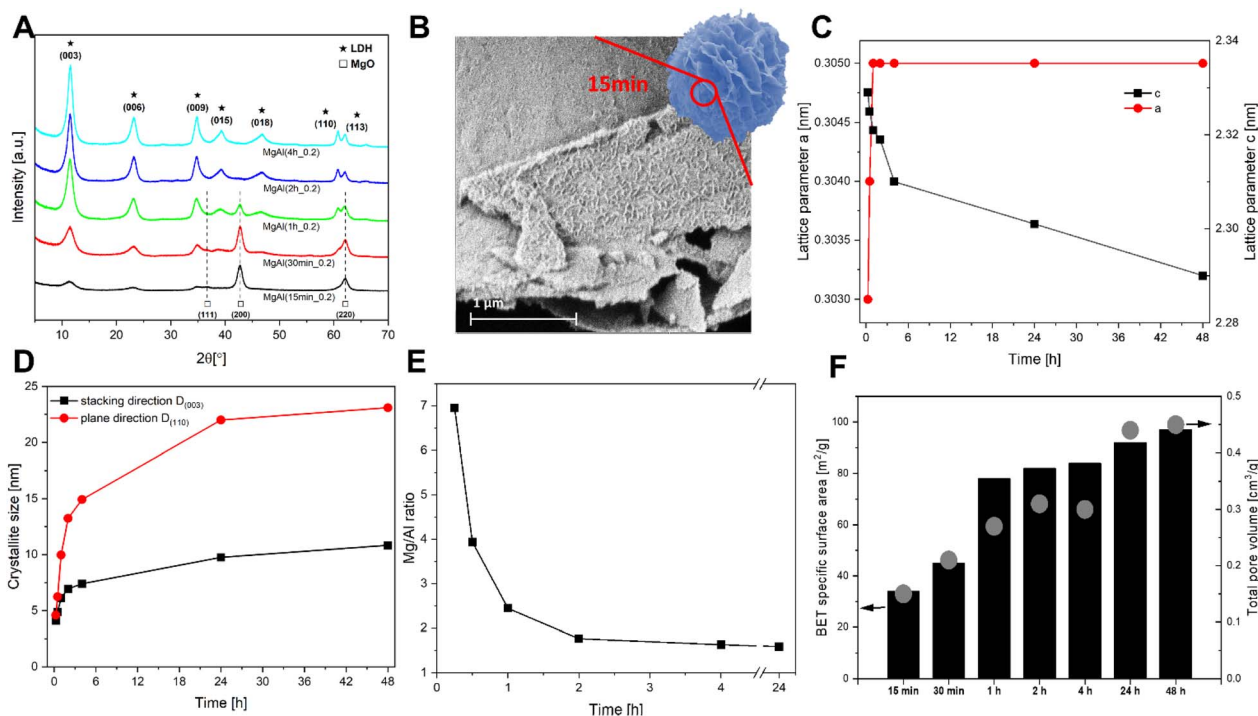 A
★ LDH
□ MgO
★
(003)
★
(006)
★
(009)
★
(015)
★
(018)
★
(110)
★
(113)
MgAl(4h_0.2)
MgAl(2h_0.2)
MgAl(1h_0.2)
MgAl(30min_0.2)
MgAl(15min_0.2)
□ □ □
(111) (200) (220)
Intensity [a.u.]
10 20 30 40 50 60 70
2θ[°]
B
15min
1 µm
C
0.3050
0.3045
0.3040
0.3035
0.3030
Lattice parameter a [nm]
c
a
2.34
2.33
2.32
2.31
2.30
2.29
2.28
Lattice parameter c [nm]
0 6 12 18 24 30 36 42 48
Time [h]
D
25
20
15
10
5
0
Crystallite size [nm]
stacking direction D(003)
plane direction D(110)
0 6 12 18 24 30 36 42 48
Time [h]
E
7
6
5
4
3
2
1
Mg/Al ratio
0 1 2 3 4 24
Time [h]
F
100
80
60
40
20
0
BET specific surface area [m²/g]
0.5
0.4
0.3
0.2
0.1
0.0
Total pore volume [cm³/g]
15 min 30 min 1 h 2 h 4 h 24 h 48 h